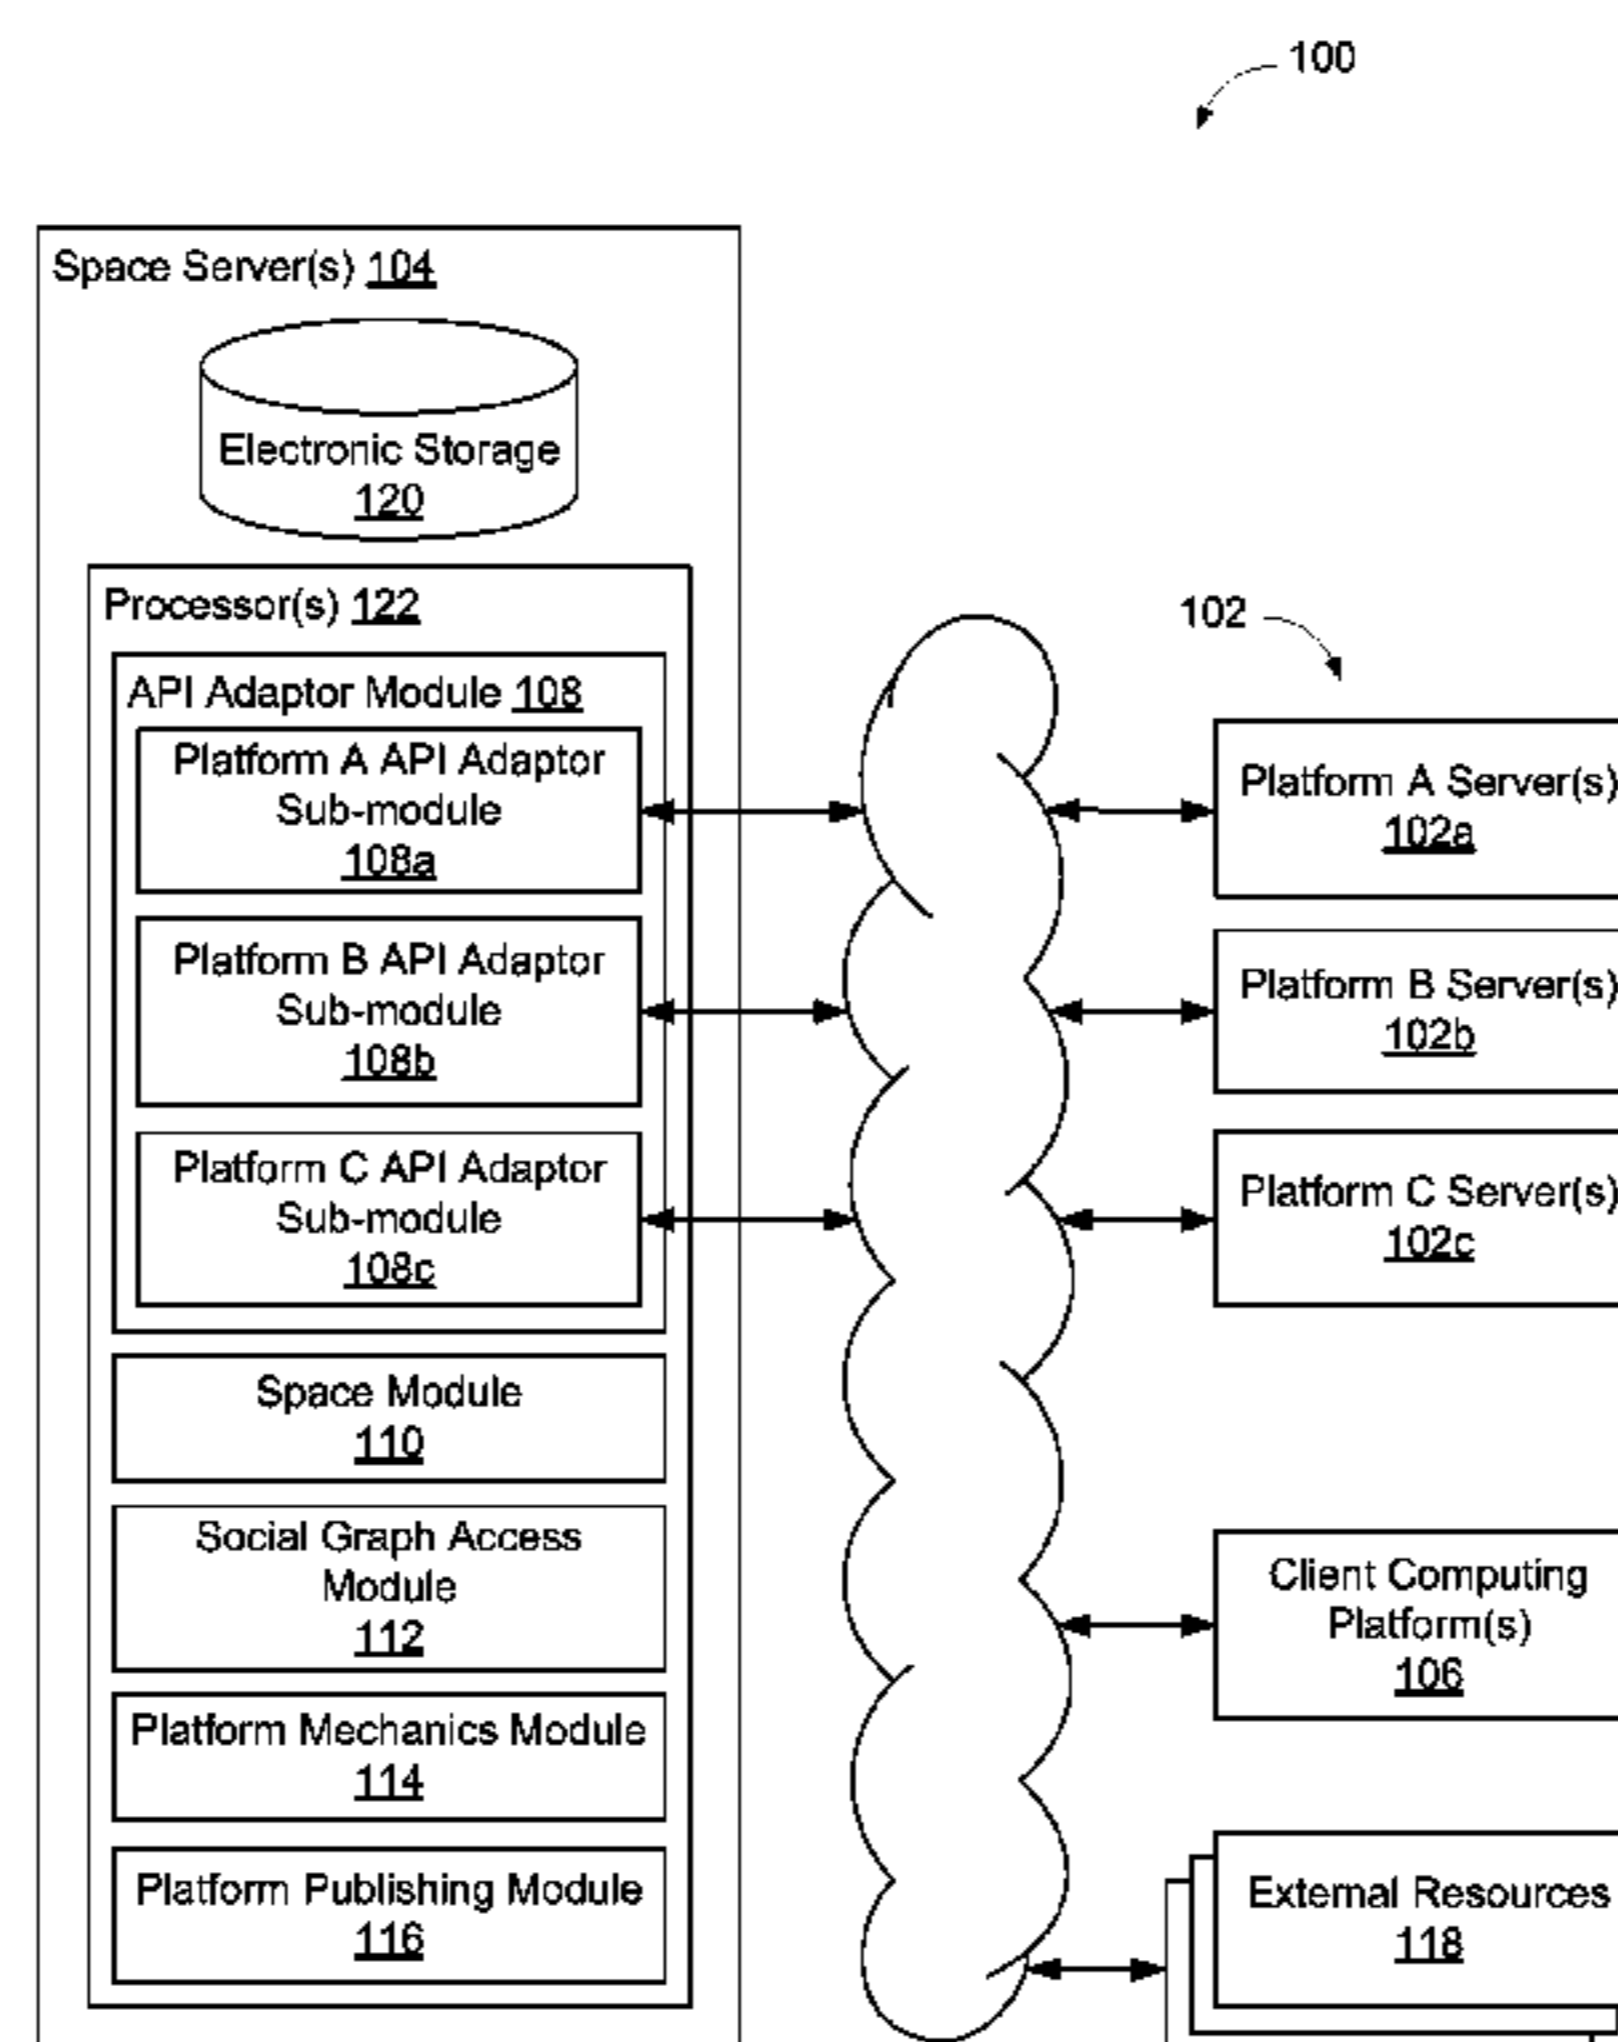 100
Space Server(s) 104
Electronic Storage
120
Processor(s) 122
API Adaptor Module 108
Platform A API Adaptor
Sub-module
108a
Platform B API Adaptor
Sub-module
108b
Platform C API Adaptor
Sub-module
108c
Space Module
110
Social Graph Access
Module
112
Platform Mechanics Module
114
Platform Publishing Module
116
102
Platform A Server(s)
102a
Platform B Server(s)
102b
Platform C Server(s)
102c
Client Computing
Platform(s)
106
External Resources
118